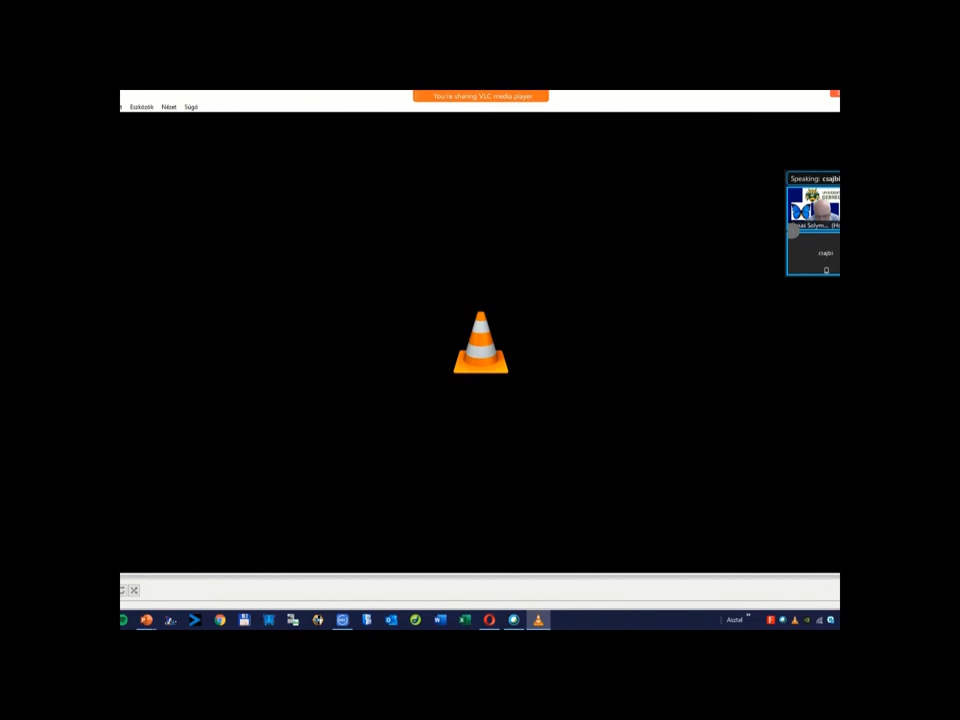 You're sharing VLC media player
Eszközök Nézet Súgó
Speaking: csajbi
csajbi
Asztal